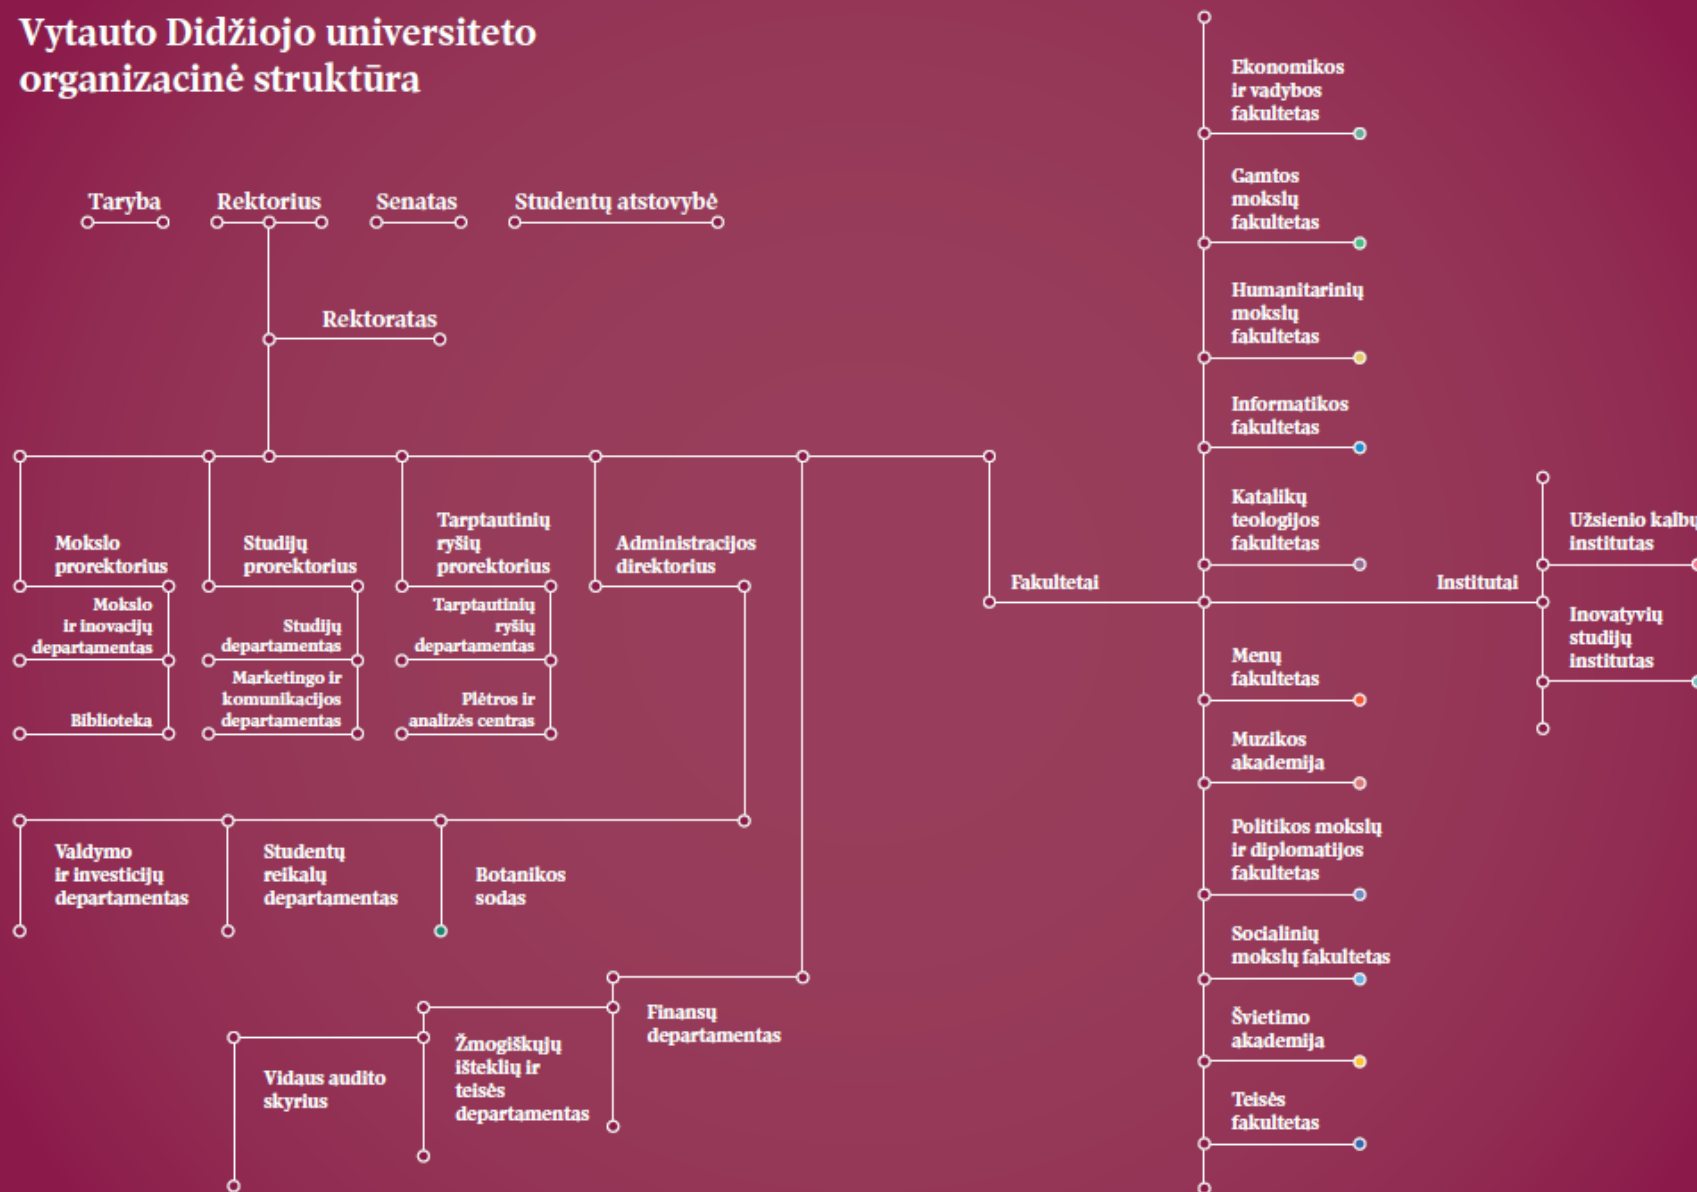 Vytauto Didžiojo universiteto
organizacinė struktūra
Taryba
Rektorius
Senatas
Studentų atstovybė
Rektoratas
Mokslo
prorektorius
Mokslo
ir inovacijų
departamentas
Biblioteka
Studijų
prorektorius
Studijų
departamentas
Marketingo ir
komunikacijos
departamentas
Tarptautinių
ryšių
prorektorius
Tarptautinių
ryšių
departamentas
Plėtros ir
analizės centras
Administracijos
direktorius
Valdymo
ir investicijų
departamentas
Studentų
reikalų
departamentas
Botanikos
sodas
Finansų
departamentas
Žmogiškųjų
išteklių ir
teisės
departamentas
Vidaus audito
skyrius
Fakultetai
Ekonomikos
ir vadybos
fakultetas
Gamtos
mokslų
fakultetas
Humanitarinių
mokslų
fakultetas
Informatikos
fakultetas
Katalikų
teologijos
fakultetas
Menų
fakultetas
Muzikos
akademija
Politikos mokslų
ir diplomatijos
fakultetas
Socialinių
mokslų fakultetas
Švietimo
akademija
Teisės
fakultetas
Institutai
Užsienio kalbų
institutas
Inovatyvių
studijų
institutas